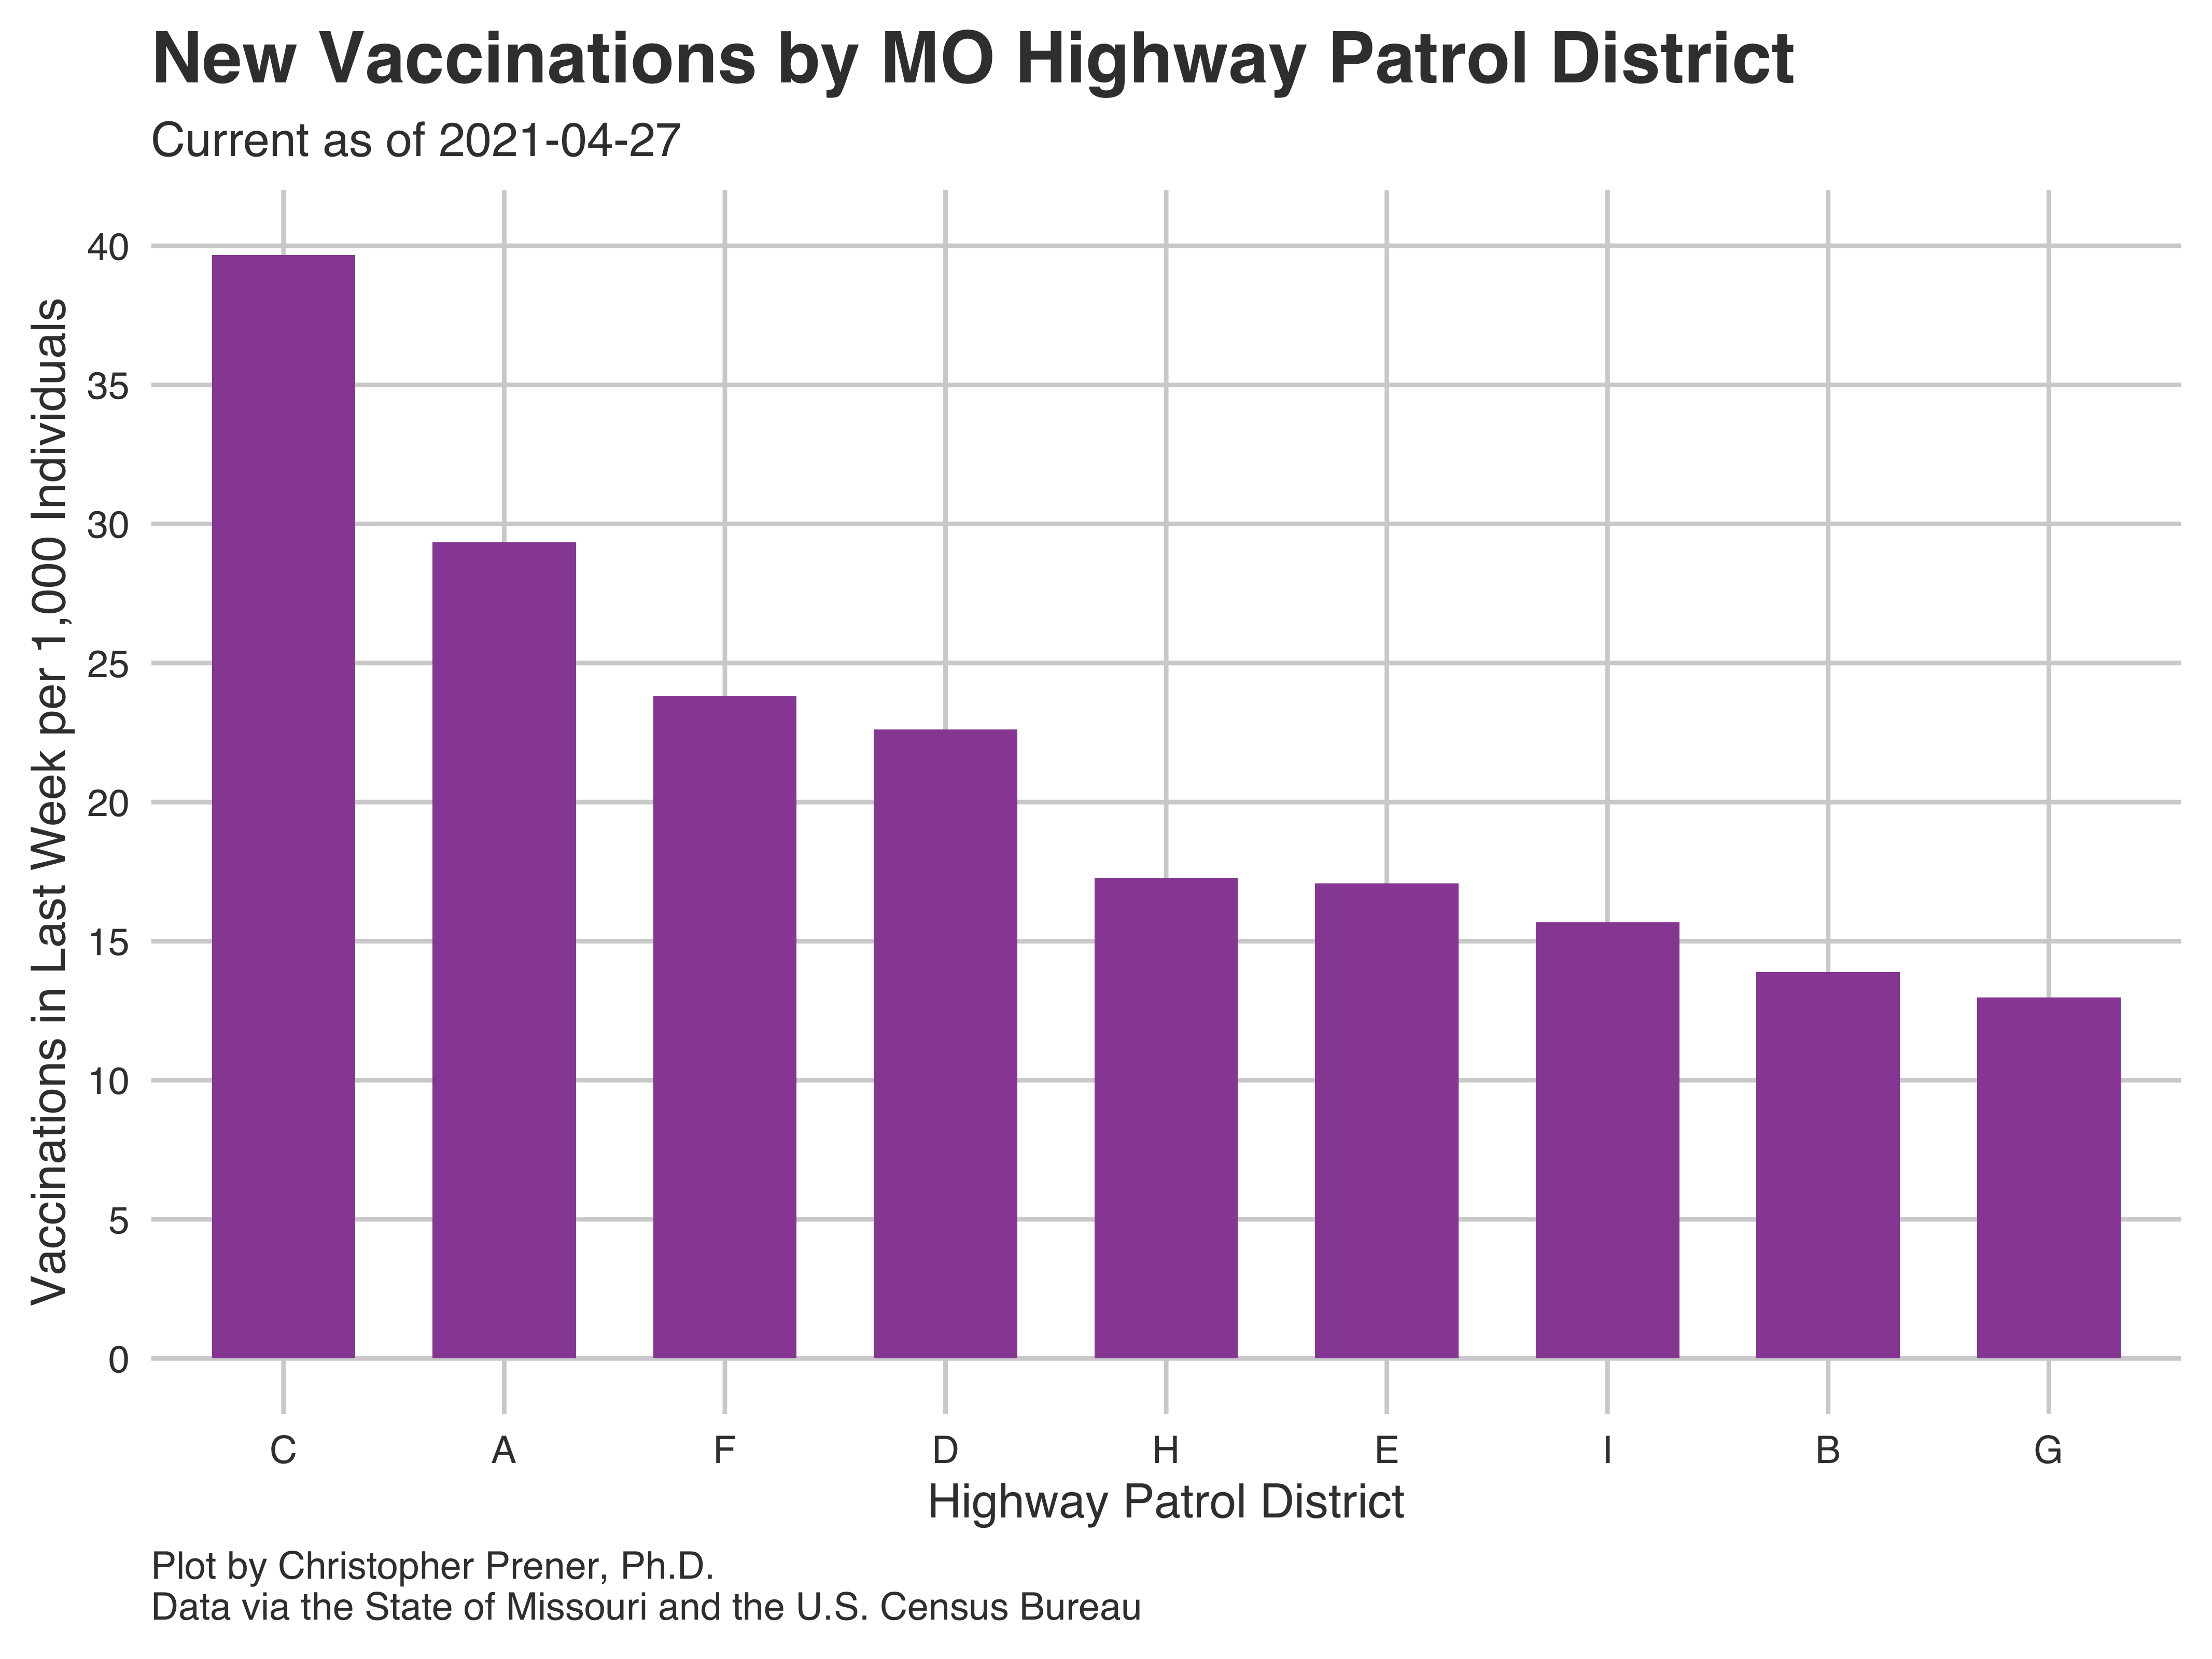 New Vaccinations by MO Highway Patrol District
Current as of 2021-04-27
Vaccinations in Last Week per 1,000 Individuals
40
35
30
25
20
15
10
5
0
C A F D H E I B G
Highway Patrol District
Plot by Christopher Prener, Ph.D.
Data via the State of Missouri and the U.S. Census Bureau